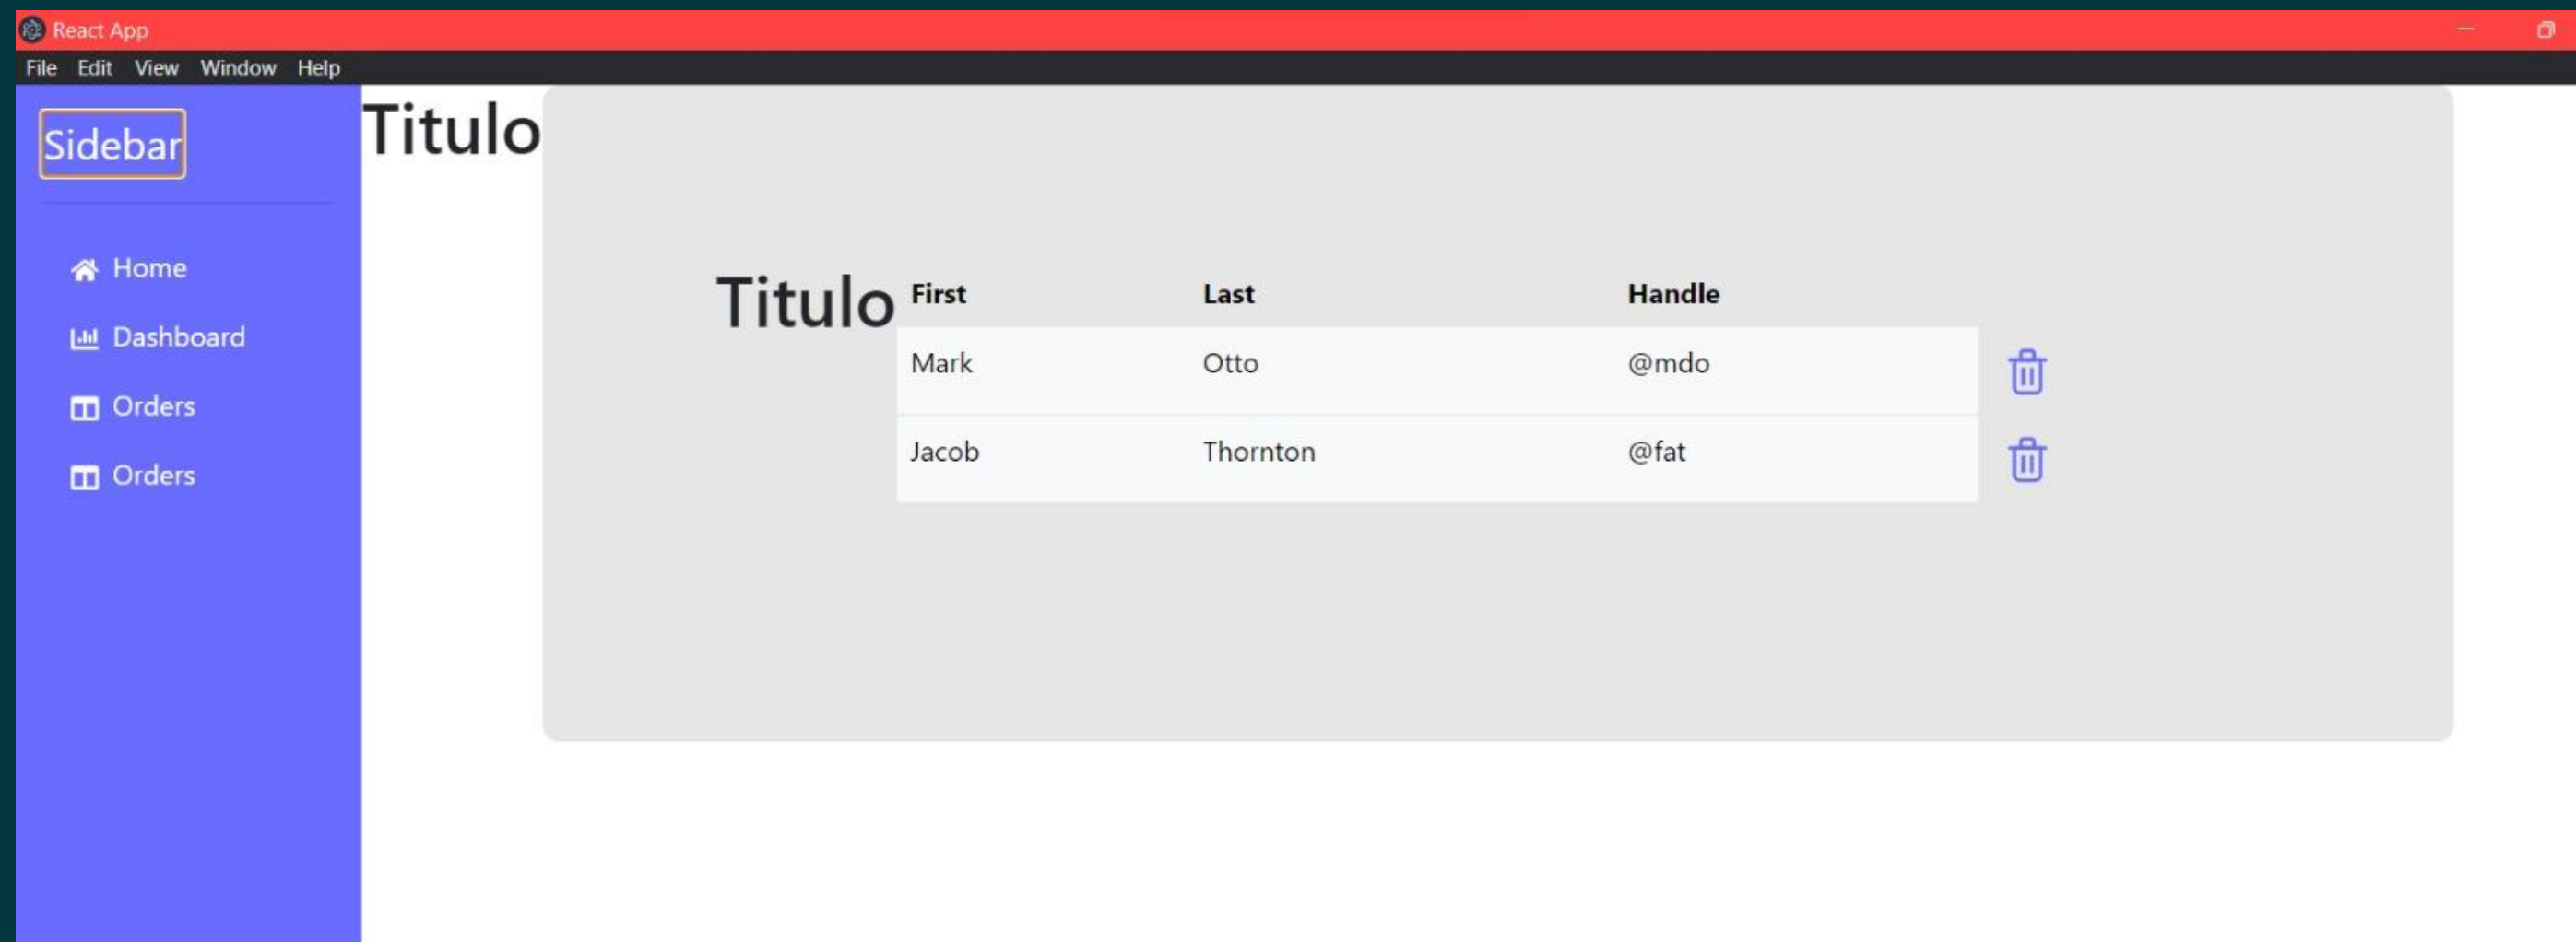 React App
File Edit View Window Help
Sidebar
Home
Dashboard
Orders
Orders
Titulo
Titulo
First Last Handle
Mark Otto @mdo
Jacob Thornton @fat